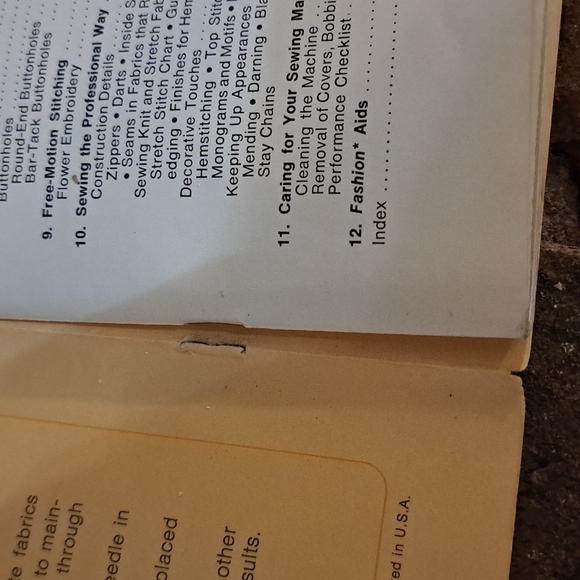 Buttonholes
Round-End Buttonholes
Bar-Tack Buttonholes
9. Free-Motion Stitching
Flower Embroidery
10. Sewing the Professional Way
Construction Details
Zippers • Darts • Inside
• Seams in Fabrics that
Sewing Knit and Stretch
Stretch Stitch Chart •
edging • Finishes for
Decorative Touches
Hemstitching • Top
Monograms and Motifs •
Keeping Up Appearances
Mending • Darning •
Stay Chains
11. Caring for Your Sewing
Cleaning the Machine
Removal of Covers,
Performance Checklist
12. Fashion* Aids
Index
fabrics
to main-
through
in
placed
other
in U.S.A.